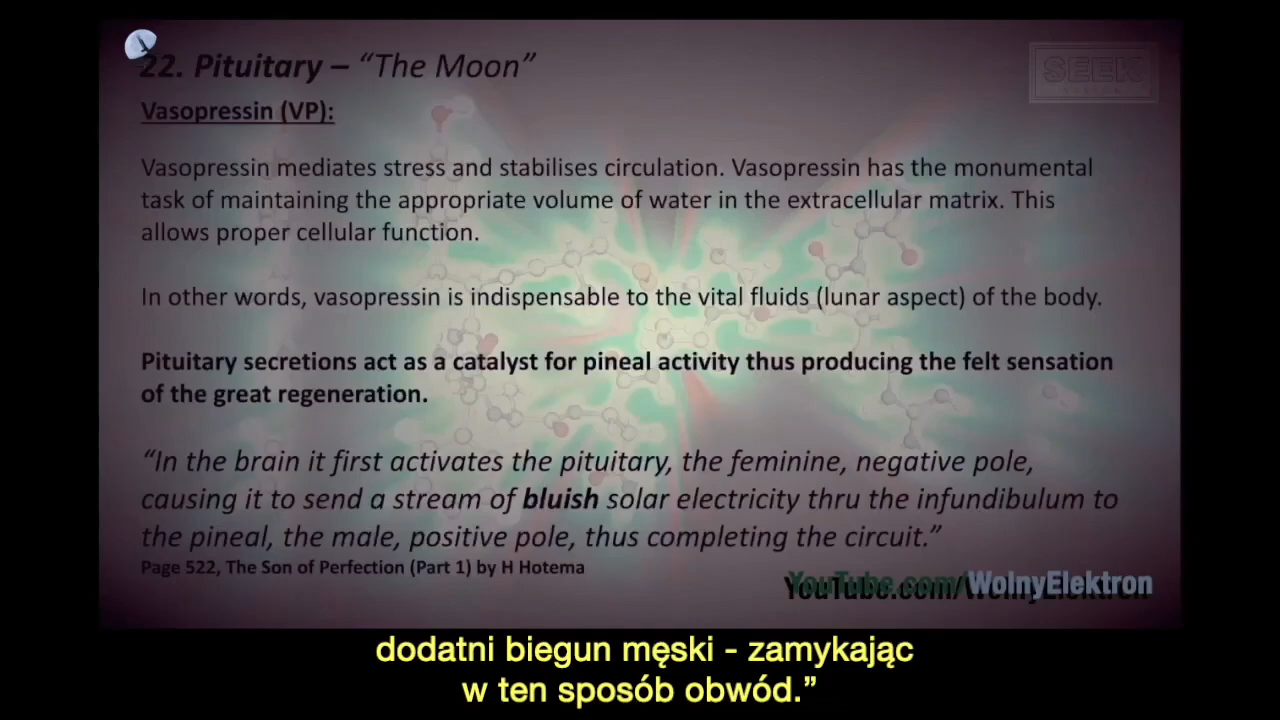 22. Pituitary – “The Moon”
SEEK
Vasopressin (VP):
Vasopressin mediates stress and stabilises circulation. Vasopressin has the monumental
task of maintaining the appropriate volume of water in the extracellular matrix. This
allows proper cellular function.
In other words, vasopressin is indispensable to the vital fluids (lunar aspect) of the body.
Pituitary secretions act as a catalyst for pineal activity thus producing the felt sensation
of the great regeneration.
“In the brain it first activates the pituitary, the feminine, negative pole,
causing it to send a stream of bluish solar electricity thru the infundibulum to
the pineal, the male, positive pole, thus completing the circuit.”
Page 522, The Son of Perfection (Part 1) by H Hotema
YouTube.com/WolnyElektron
dodatni biegun męski - zamykając
w ten sposób obwód.”